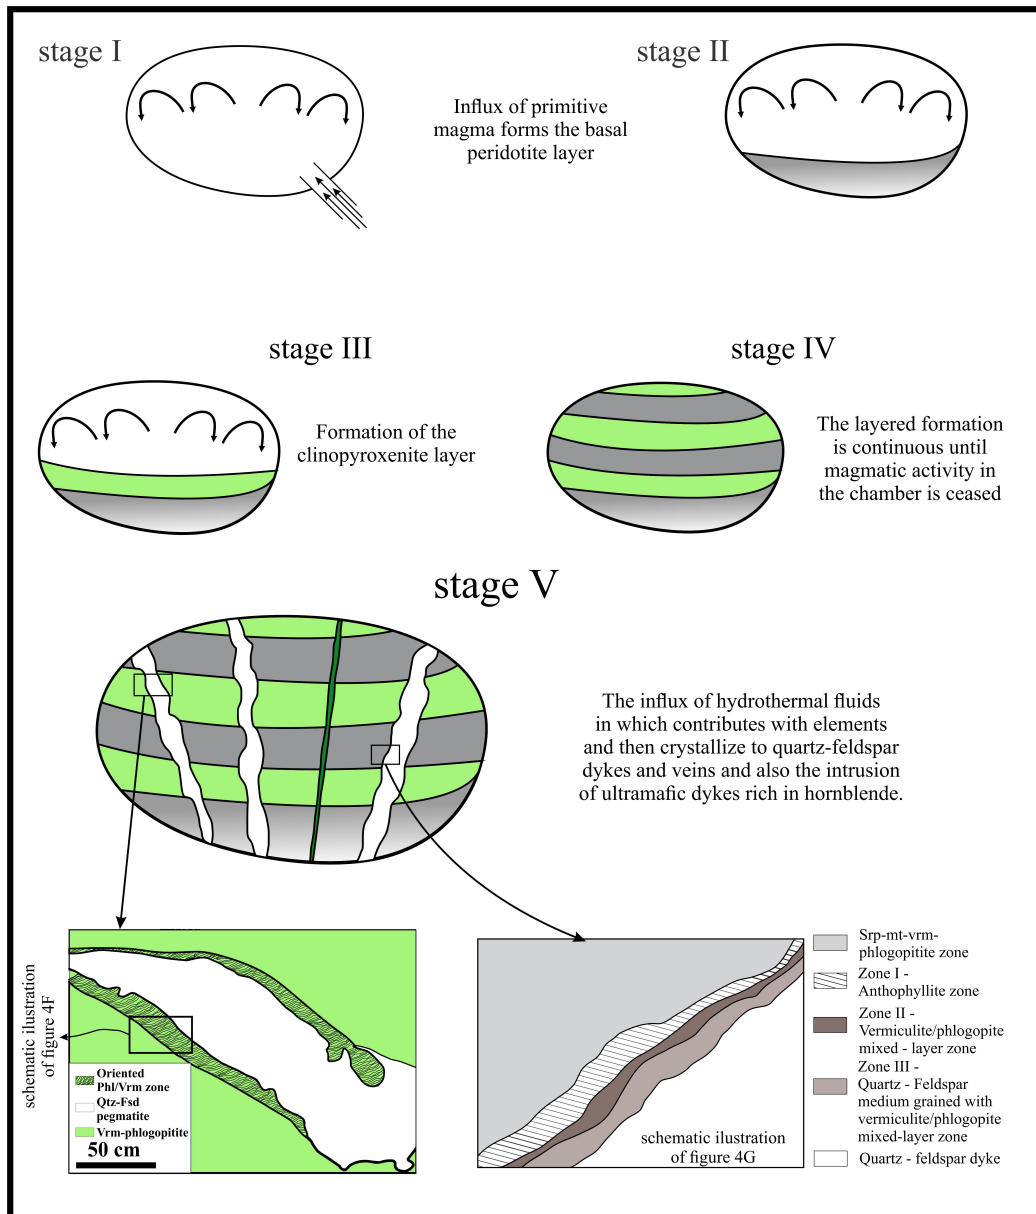 stage I
Influx of primitive
magma forms the basal
peridotite layer
stage II
stage III
Formation of the
clinopyroxenite layer
stage IV
The layered formation
is continuous until
magmatic activity in
the chamber is ceased
stage V
The influx of hydrothermal fluids
in which contributes with elements
and then crystallize to quartz-feldspar
dykes and veins and also the intrusion
of ultramafic dykes rich in hornblende.
schematic ilustration
of figure 4F
Oriented
Phl/Vrm zone
Qtz-Fsd
pegmatite
Vrm-phlogopitite
50 cm
schematic ilustration
of figure 4G
Srp-mt-vrm-
phlogopitite zone
Zone I -
Anthophyllite zone
Zone II -
Vermiculite/phlogopite
mixed - layer zone
Zone III -
Quartz - Feldspar
medium grained with
vermiculite/phlogopite
mixed-layer zone
Quartz - feldspar dyke